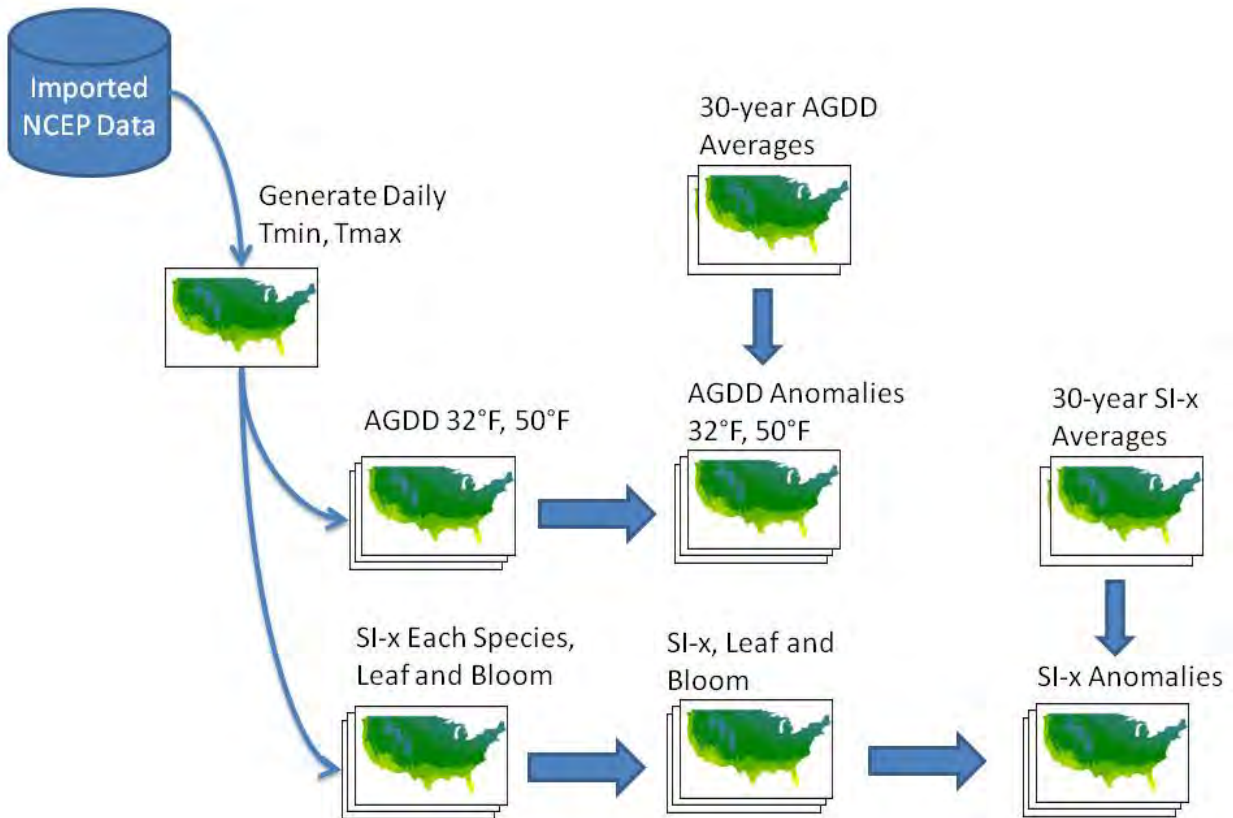 Imported
NCEP Data
Generate Daily
Tmin, Tmax
30-year AGDD
Averages
AGDD 32°F, 50°F
AGDD Anomalies
32°F, 50°F
30-year SI-x
Averages
SI-x Each Species,
Leaf and Bloom
SI-x, Leaf and
Bloom
SI-x Anomalies